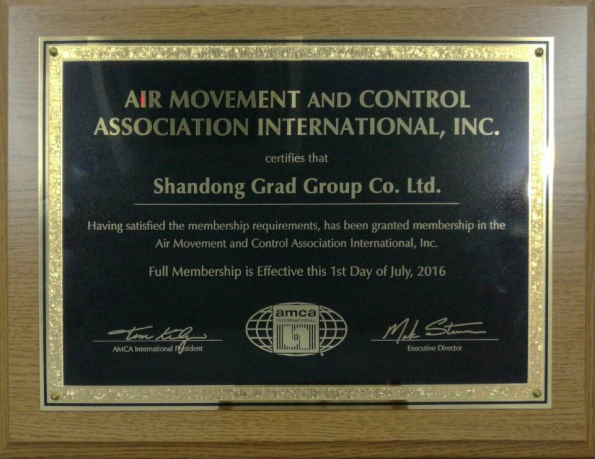 AIR MOVEMENT AND CONTROL
ASSOCIATION INTERNATIONAL, INC.
certifies that
Shandong Grad Group Co. Ltd.
Having satisfied the membership requirements, has been granted membership in the
Air Movement and Control Association International, Inc.
Full Membership is Effective this 1st Day of July, 2016
amca
INTERNATIONAL
AMCA International President
Executive Director